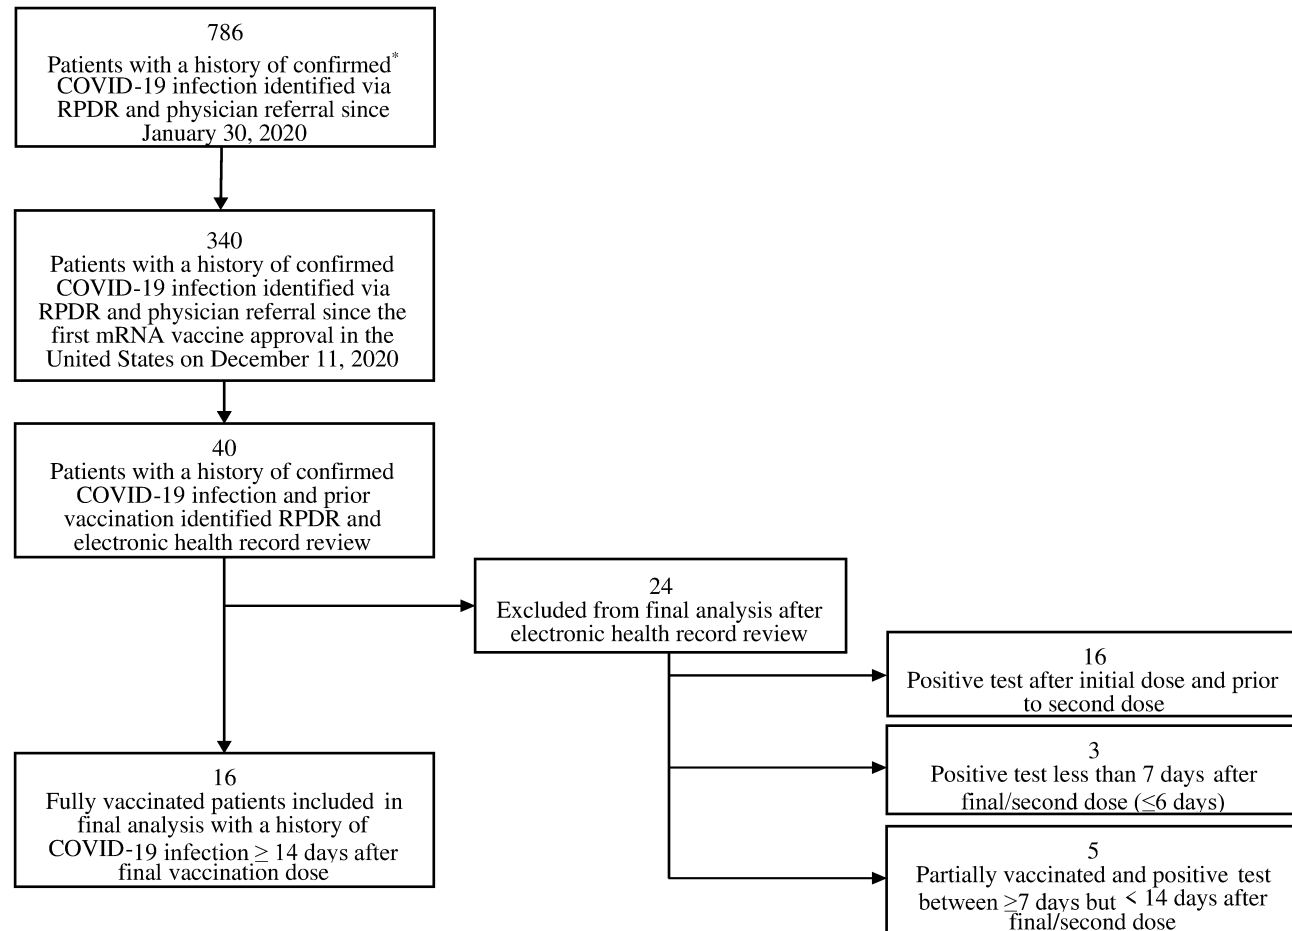 786
Patients with a history of confirmed*
COVID-19 infection identified via
RPDR and physician referral since
January 30, 2020
340
Patients with a history of confirmed
COVID-19 infection identified via
RPDR and physician referral since the
first mRNA vaccine approval in the
United States on December 11, 2020
40
Patients with a history of confirmed
COVID-19 infection and prior
vaccination identified RPDR and
electronic health record review
24
Excluded from final analysis after
electronic health record review
16
Positive test after initial dose and prior
to second dose
3
Positive test less than 7 days after
final/second dose (≤6 days)
5
Partially vaccinated and positive test
between ≥7 days but < 14 days after
final/second dose
16
Fully vaccinated patients included in
final analysis with a history of
COVID-19 infection ≥ 14 days after
final vaccination dose